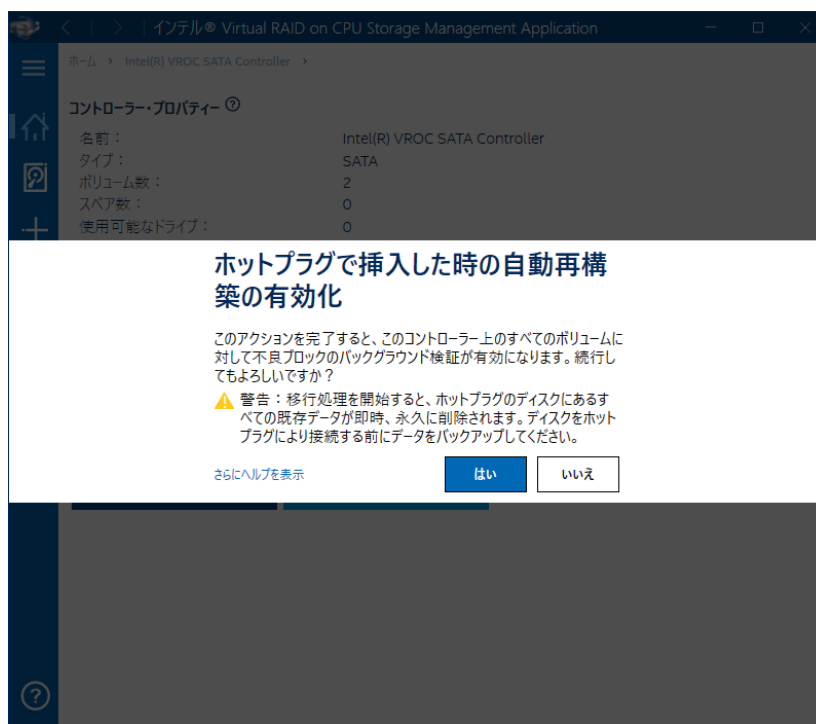 インテル® Virtual RAID on CPU Storage Management Application
ホーム › Intel(R) VROC SATA Controller ›
コントローラー・プロパティー ?
名前： Intel(R) VROC SATA Controller
タイプ： SATA
ボリューム数： 2
スペア数： 0
使用可能なドライブ： 0
ホットプラグで挿入した時の自動再構
築の有効化
このアクションを完了すると、このコントローラー上のすべてのボリュームに
対して不良ブロックのバックグラウンド検証が有効になります。続行し
てもよろしいですか？
警告：移行処理を開始すると、ホットプラグのディスクにあるす
べての既存データが即時、永久に削除されます。ディスクをホット
プラグにより接続する前にデータをバックアップしてください。
さらにヘルプを表示 はい いいえ
?